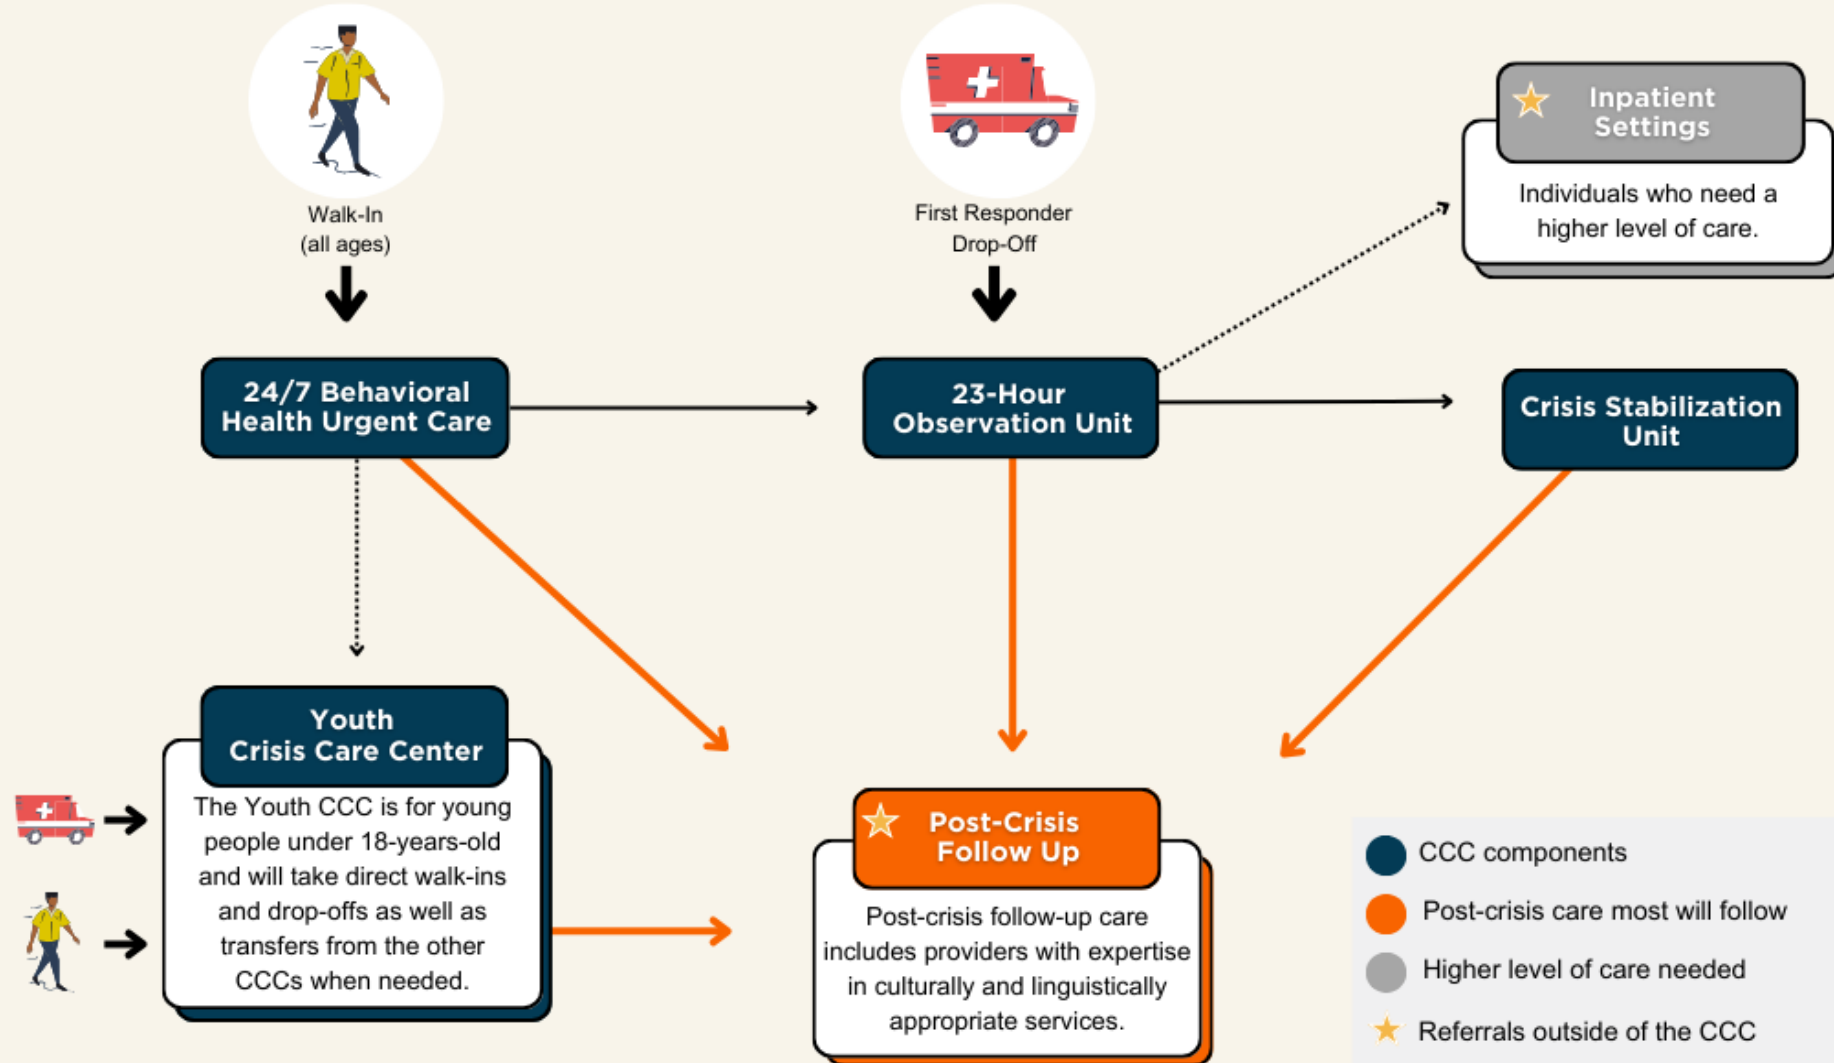 Walk-In
(all ages)
First Responder
Drop-Off
Inpatient
Settings
Individuals who need a
higher level of care.
24/7 Behavioral
Health Urgent Care
23-Hour
Observation Unit
Crisis Stabilization
Unit
Youth
Crisis Care Center
The Youth CCC is for young
people under 18-years-old
and will take direct walk-ins
and drop-offs as well as
transfers from the other
CCCs when needed.
Post-Crisis
Follow Up
Post-crisis follow-up care
includes providers with expertise
in culturally and linguistically
appropriate services.
CCC components
Post-crisis care most will follow
Higher level of care needed
Referrals outside of the CCC